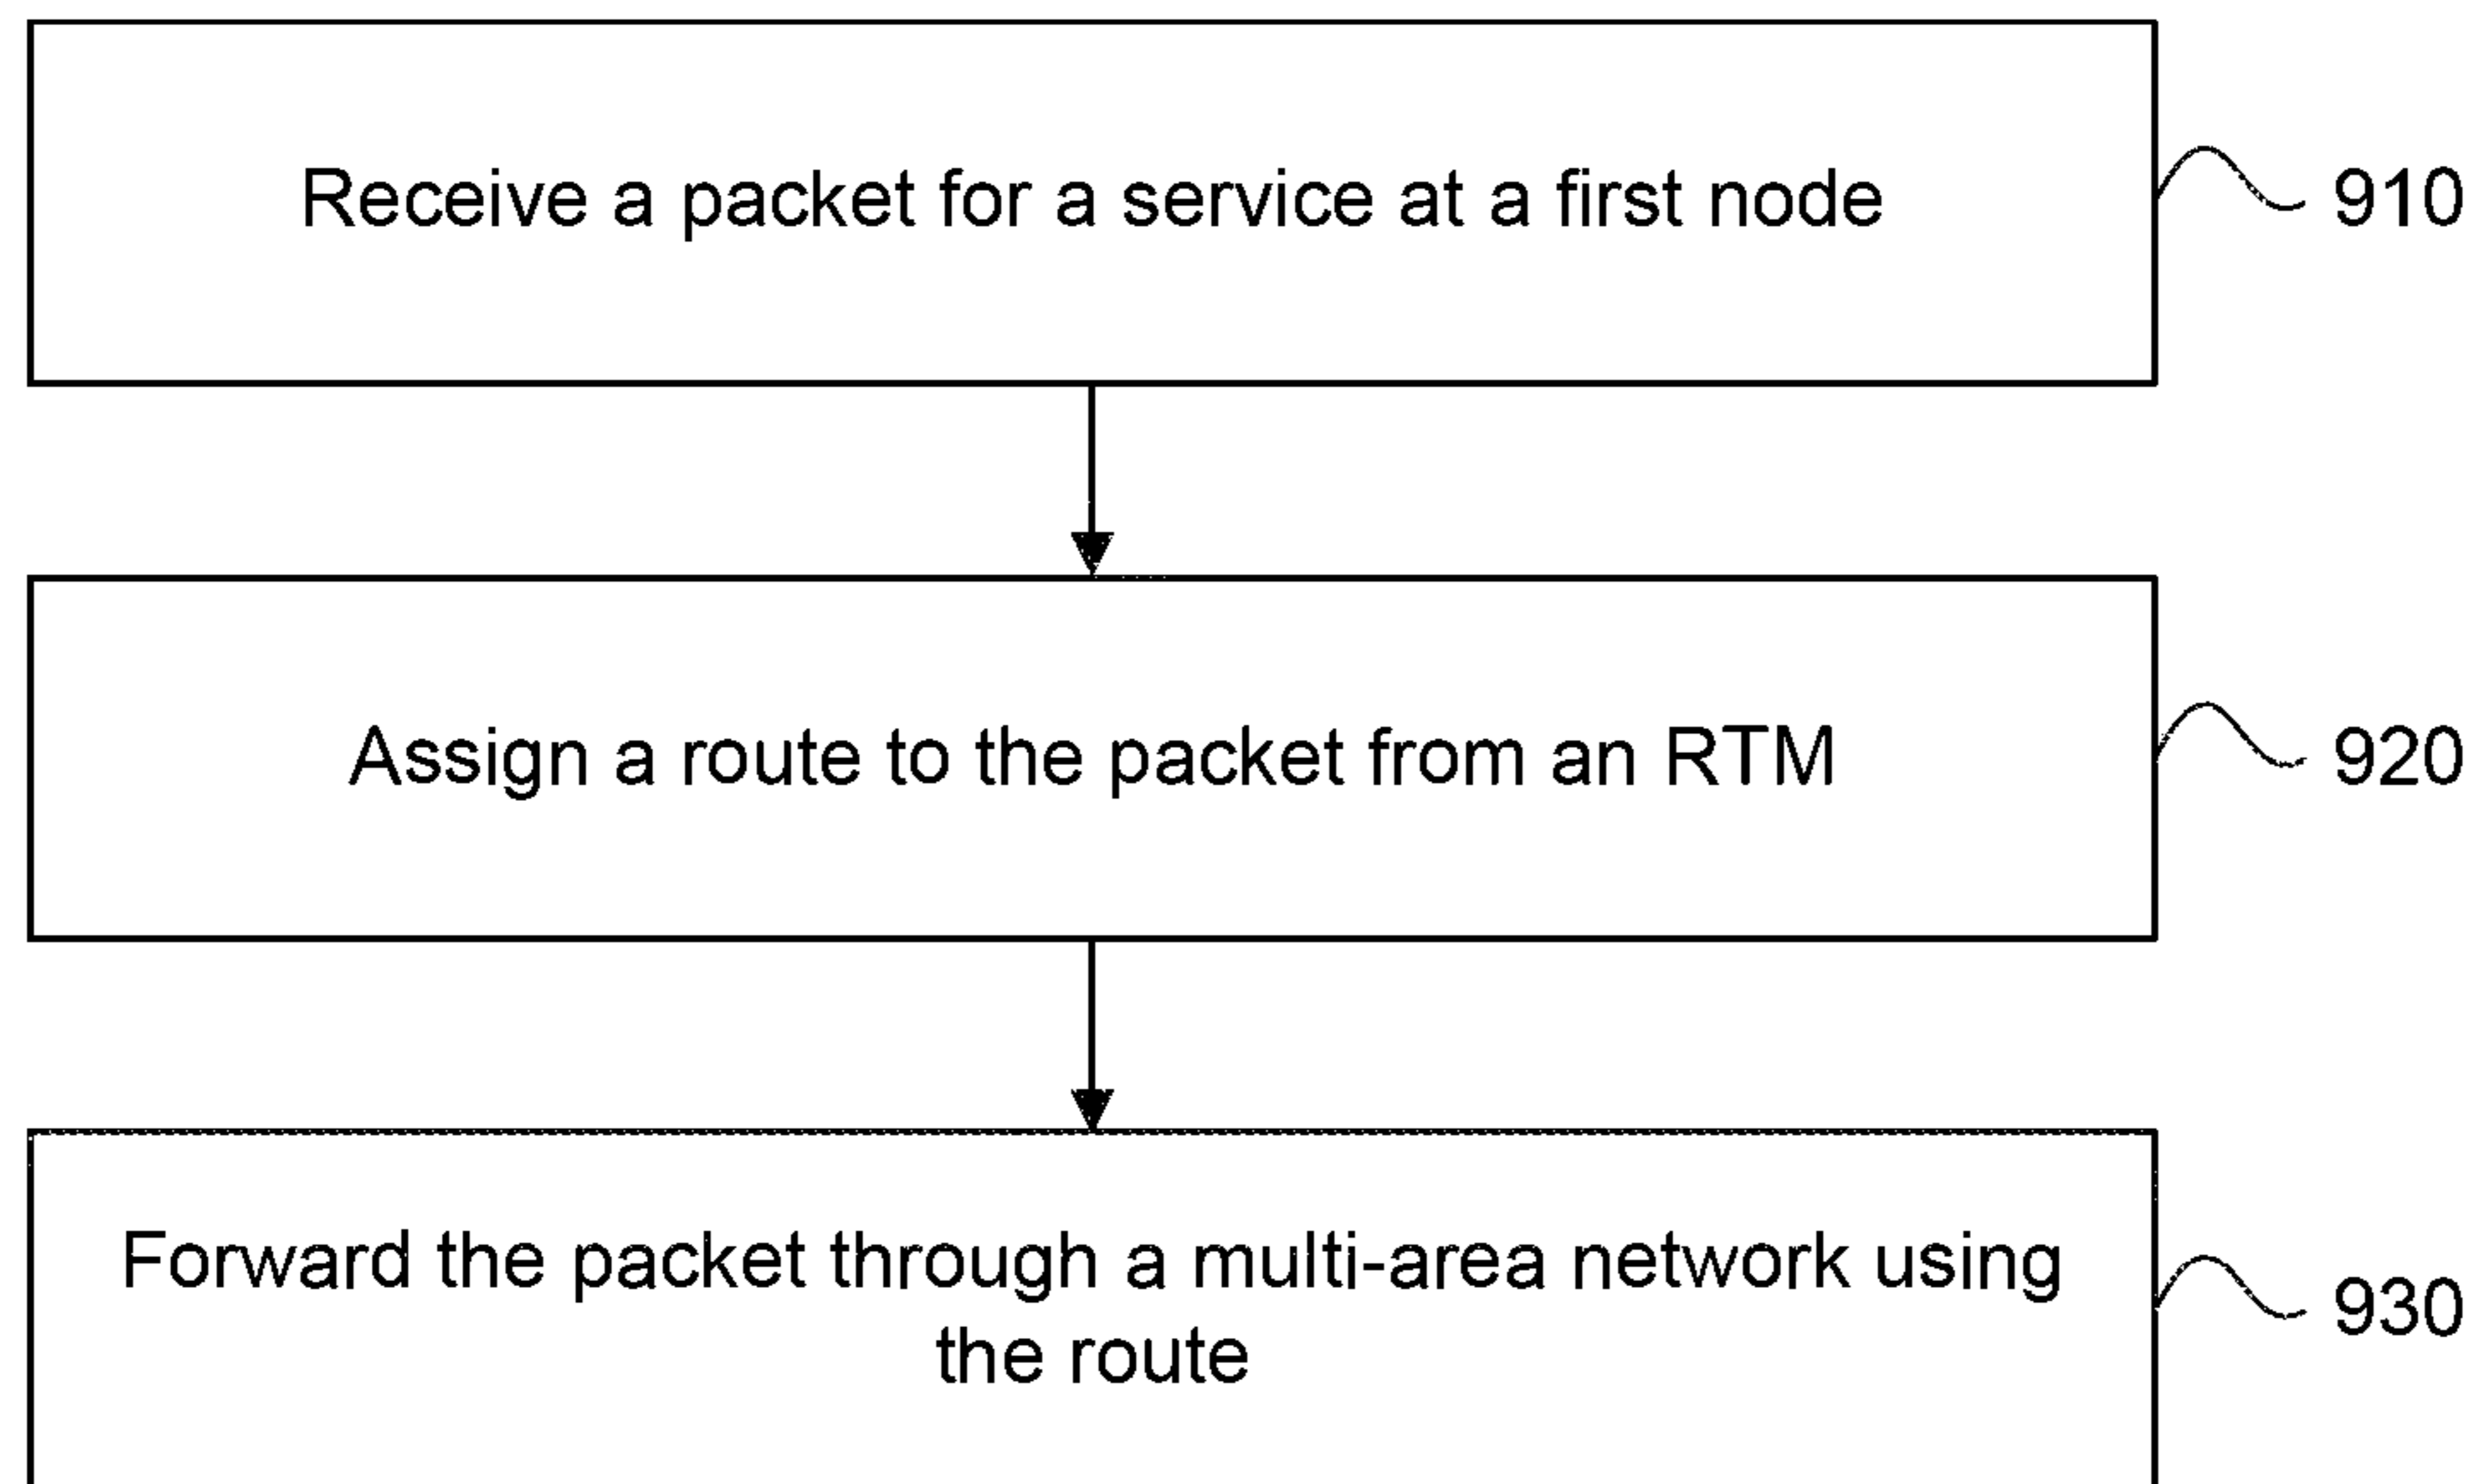 Receive a packet for a service at a first node
910
Assign a route to the packet from an RTM
920
Forward the packet through a multi-area network using
the route
930